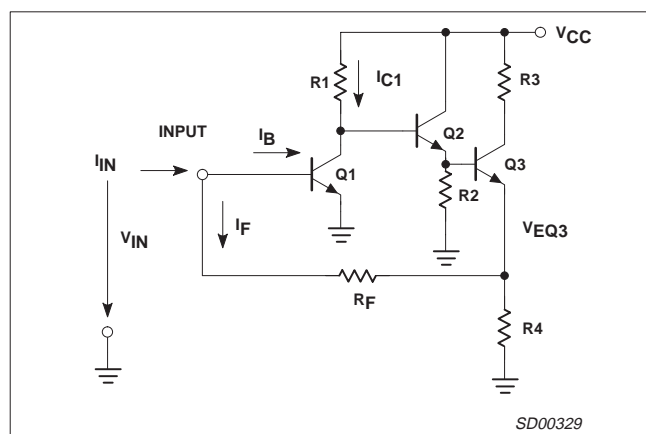 VCC
R1
IC1
R3
INPUT
IB
Q2
Q3
IIN
Q1
R2
IF
VEQ3
VIN
RF
R4
SD00329